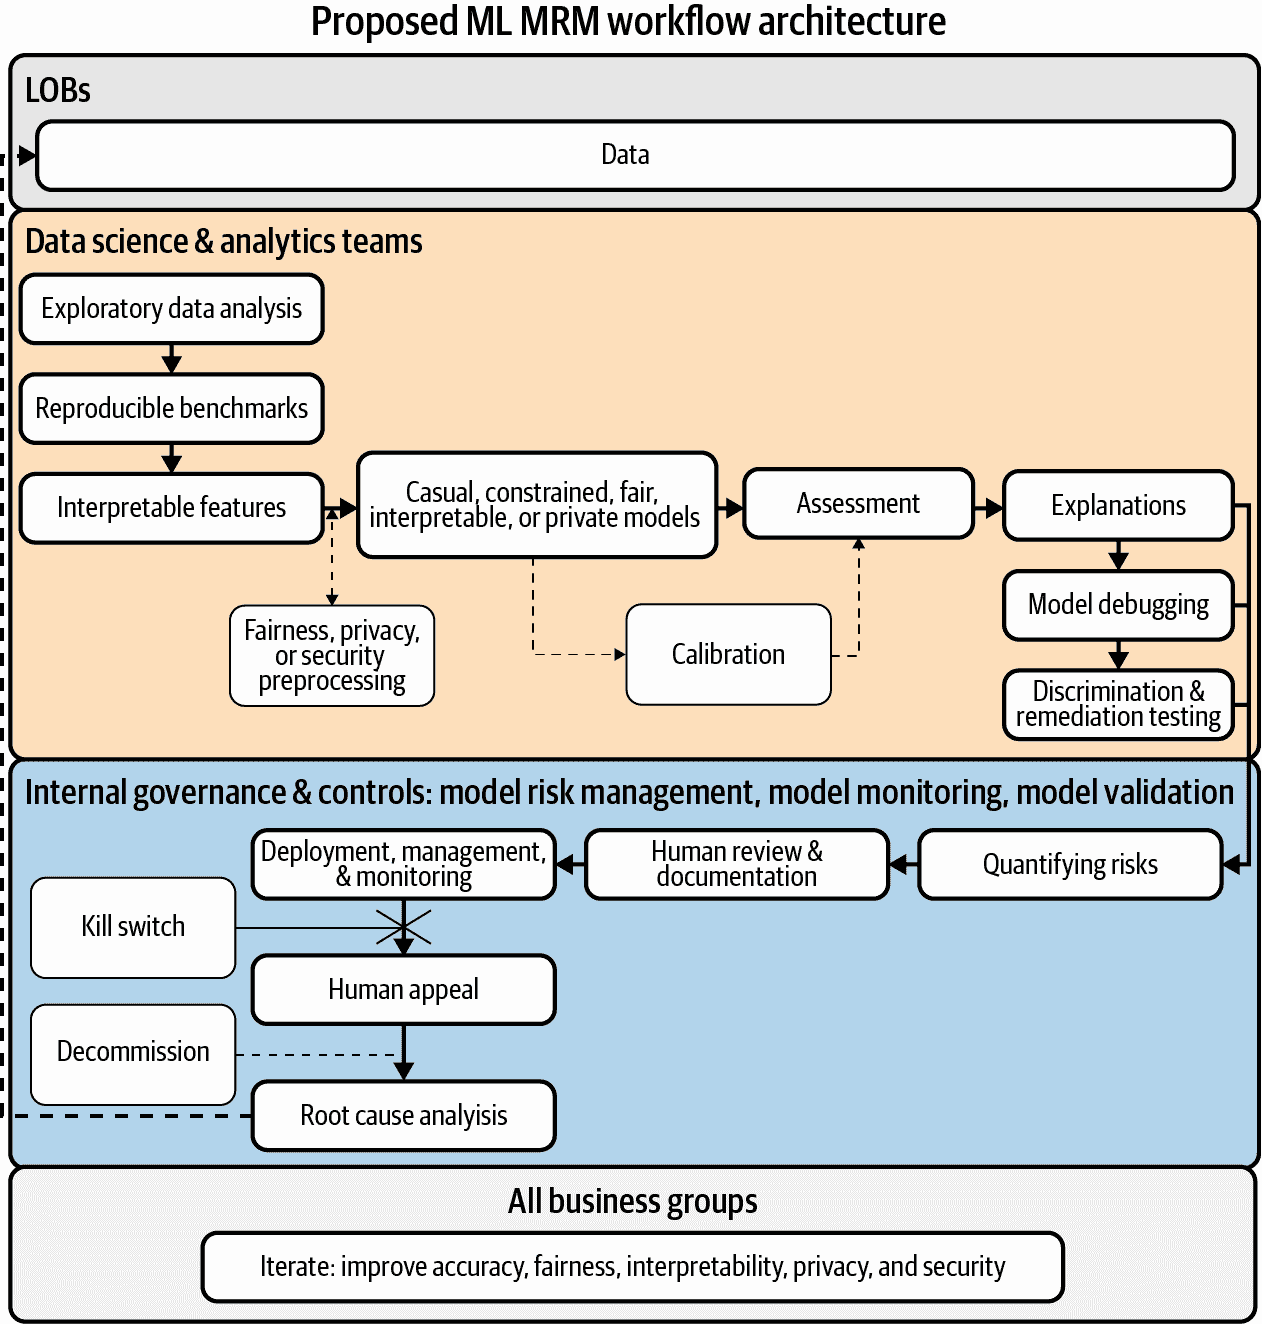 Proposed ML MRM workflow architecture
LOBs
Data
Data science & analytics teams
Exploratory data analysis
Reproducible benchmarks
Interpretable features
Casual, constrained, fair,
interpretable, or private models
Assessment
Explanations
Fairness, privacy,
or security
preprocessing
Calibration
Model debugging
Discrimination &
remediation testing
Internal governance & controls: model risk management, model monitoring, model validation
Deployment, management,
& monitoring
Human review &
documentation
Quantifying risks
Kill switch
Human appeal
Decommission
Root cause analyisis
All business groups
Iterate: improve accuracy, fairness, interpretability, privacy, and security